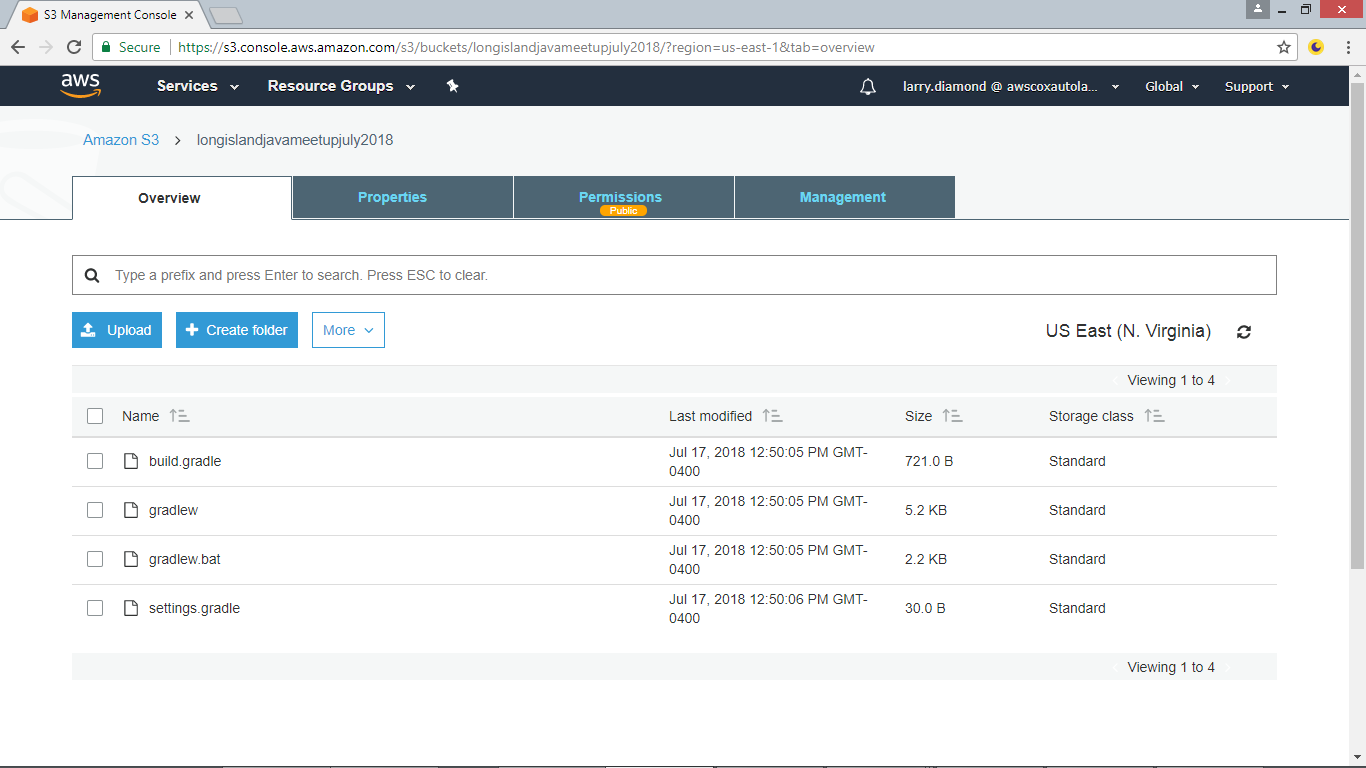 S3 Management Console
Secure https://s3.console.aws.amazon.com/s3/buckets/longislandjavameetupjuly2018/?region=us-east-1&tab=overview
aws Services Resource Groups larry.diamond @ awscoxautola... Global Support
Amazon S3 > longislandjavameetupjuly2018
Overview Properties Permissions Management
Public
Type a prefix and press Enter to search. Press ESC to clear.
Upload Create folder More US East (N. Virginia)
Viewing 1 to 4
Name Last modified Size Storage class
build.gradle Jul 17, 2018 12:50:05 PM GMT-
0400 721.0 B Standard
gradlew Jul 17, 2018 12:50:05 PM GMT-
0400 5.2 KB Standard
gradlew.bat Jul 17, 2018 12:50:05 PM GMT-
0400 2.2 KB Standard
settings.gradle Jul 17, 2018 12:50:06 PM GMT-
0400 30.0 B Standard
Viewing 1 to 4